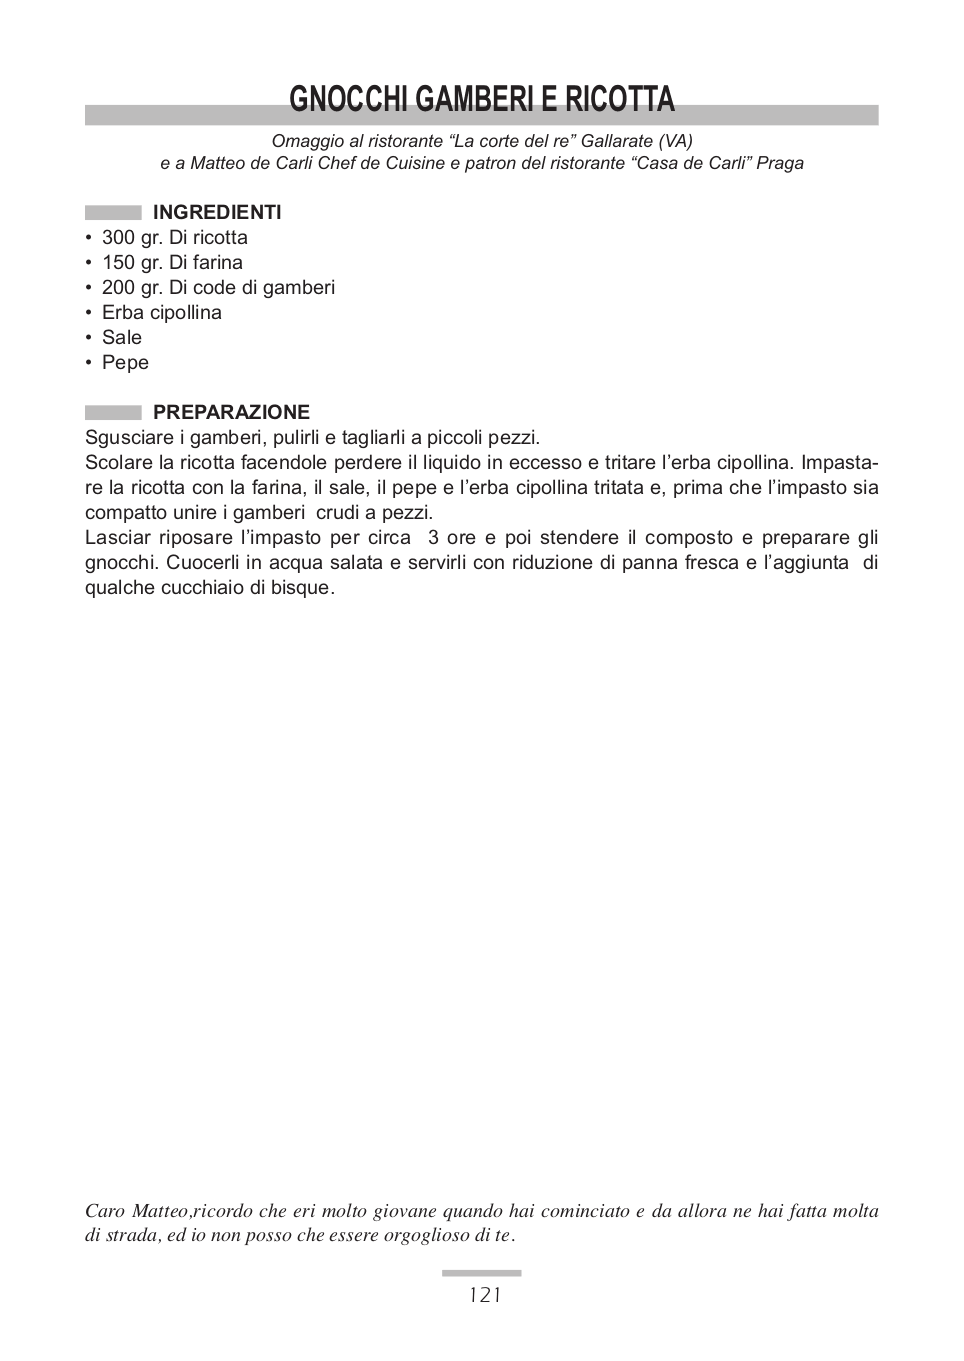 GNOCCHI GAMBERI E RICOTTA
Omaggio al ristorante “La corte del re” Gallarate (VA)
e a Matteo de Carli Chef de Cuisine e patron del ristorante “Casa de Carli” Praga
INGREDIENTI
• 300 gr. Di ricotta
• 150 gr. Di farina
• 200 gr. Di code di gamberi
• Erba cipollina
• Sale
• Pepe
PREPARAZIONE
Sgusciare i gamberi, pulirli e tagliarli a piccoli pezzi.
Scolare la ricotta facendole perdere il liquido in eccesso e tritare l’erba cipollina. Impasta-
re la ricotta con la farina, il sale, il pepe e l’erba cipollina tritata e, prima che l’impasto sia
compatto unire i gamberi  crudi a pezzi.
Lasciar riposare l’impasto per circa  3 ore e poi stendere il composto e preparare gli
gnocchi. Cuocerli in acqua salata e servirli con riduzione di panna fresca e l’aggiunta  di
qualche cucchiaio di bisque.
Caro Matteo,ricordo che eri molto giovane quando hai cominciato e da allora ne hai fatta molta
di strada, ed io non posso che essere orgoglioso di te.
121